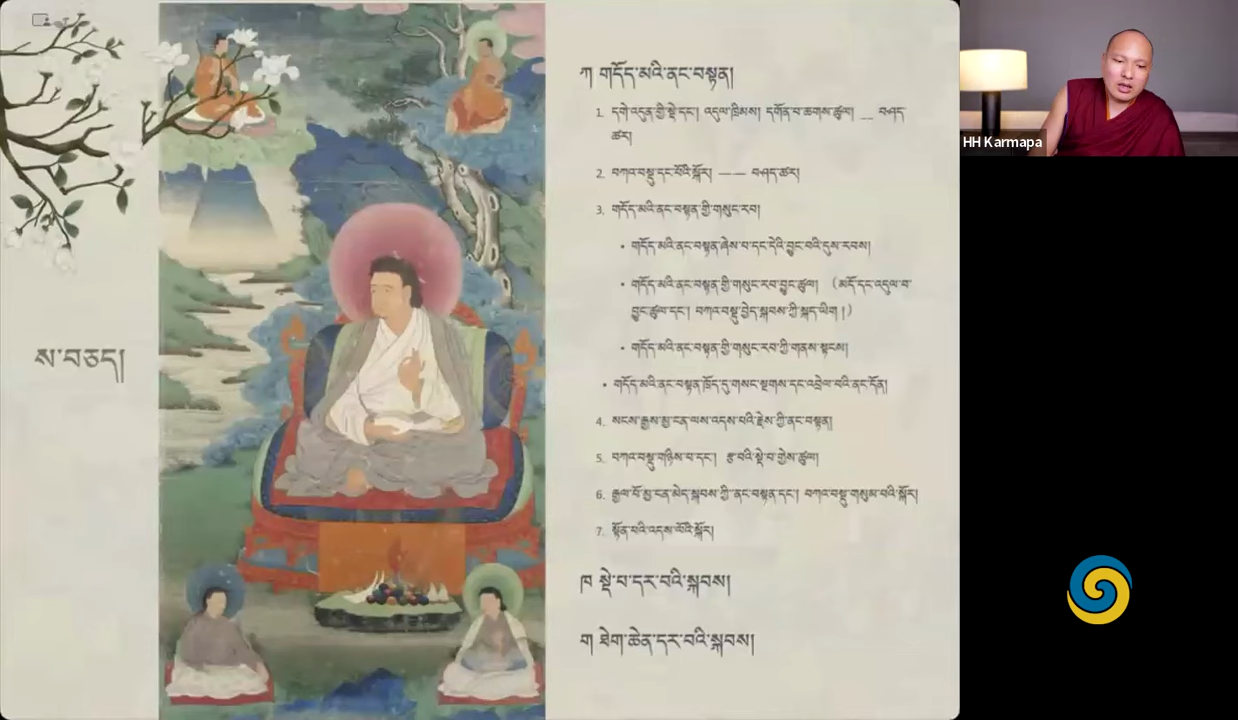 ས་བཅད།
ཀ གདོད་མའི་ནང་བསྟན།
1. དགེ་འདུན་གྱི་སྡེ་དང་། འདུལ་ཁྲིམས། དགོན་པ་ཆགས་ཚུལ། __ བཤད་
ཚར།
2. བཀའ་བསྡུ་དང་པོའི་སྐོར། —— བཤད་ཚར།
3. གདོད་མའི་ནང་བསྟན་གྱི་གསུང་རབ།
• གདོད་མའི་ནང་བསྟན་ཞེས་པ་དང་དེའི་བྱུང་བའི་དུས་རབས།
• གདོད་མའི་ནང་བསྟན་གྱི་གསུང་རབ་བྱུང་ཚུལ། (མདོ་དང་འདུལ་བ་
བྱུང་ཚུལ་དང་། བཀའ་བསྡུ་བྱེད་སྐབས་ཀྱི་སྐད་ཡིག །)
• གདོད་མའི་ནང་བསྟན་གྱི་གསུང་རབ་ཀྱི་གནས་སྟངས།
• གདོད་མའི་ནང་བསྟན་ཁྲོད་དུ་གསང་སྔགས་དང་འབྲེལ་བའི་ནང་དོན།
4. སངས་རྒྱས་མྱ་ངན་ལས་འདས་པའི་རྗེས་ཀྱི་ནང་བསྟན།
5. བཀའ་བསྡུ་གཉིས་པ་དང་། རྩ་བའི་སྡེ་པ་གྱེས་ཚུལ།
6. རྒྱལ་པོ་མྱ་ངན་མེད་སྐབས་ཀྱི་ནང་བསྟན་དང་། བཀའ་བསྡུ་གསུམ་པའི་སྐོར།
7. སྟོན་པའི་འདས་ལོའི་སྐོར།
ཁ སྡེ་པ་དར་བའི་སྐབས།
ག ཐེག་ཆེན་དར་བའི་སྐབས།
HH Karmapa